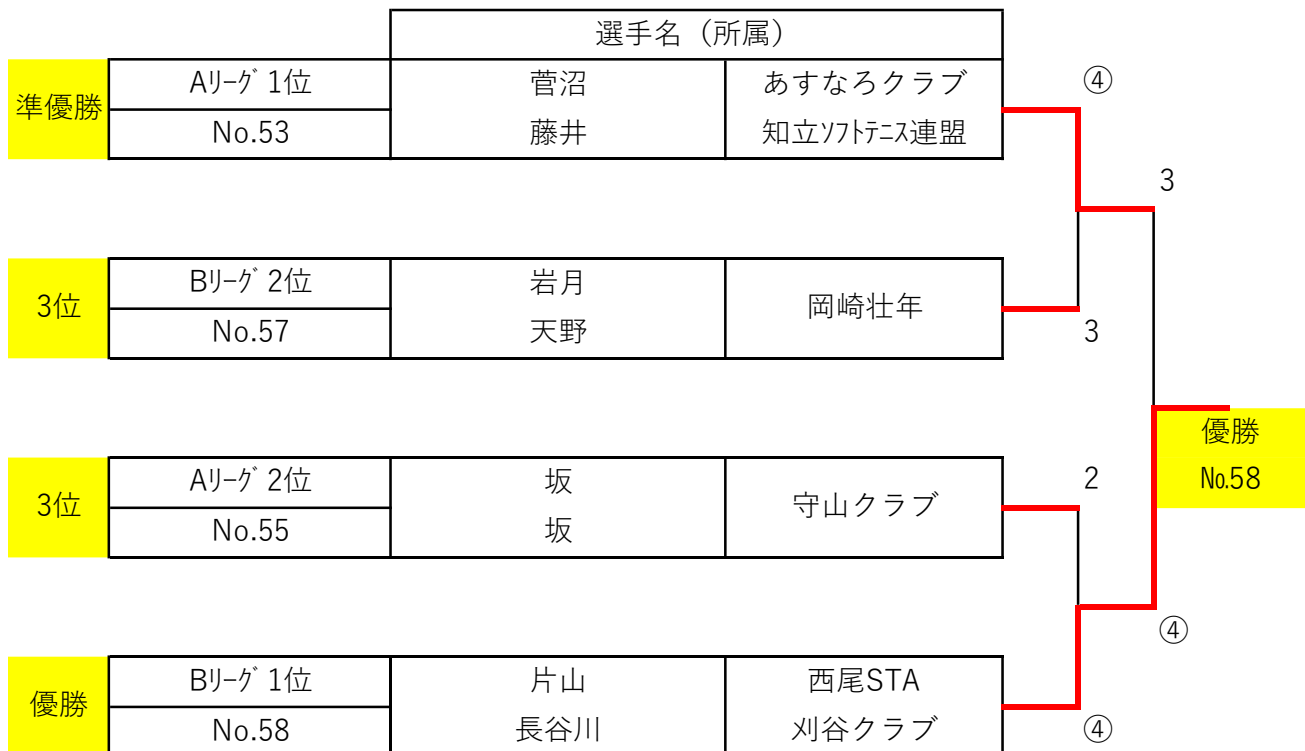 選手名（所属）
準優勝
Aﾘｰｸﾞ 1位
No.53
菅沼
藤井
あすなろクラブ
知立ｿﾌﾄﾃﾆｽ連盟
④
3
3位
Bﾘｰｸﾞ 2位
No.57
岩月
天野
岡崎壮年
3
3位
Aﾘｰｸﾞ 2位
No.55
坂
坂
守山クラブ
2
優勝
№58
④
優勝
Bﾘｰｸﾞ 1位
No.58
片山
長谷川
西尾STA
刈谷クラブ
④